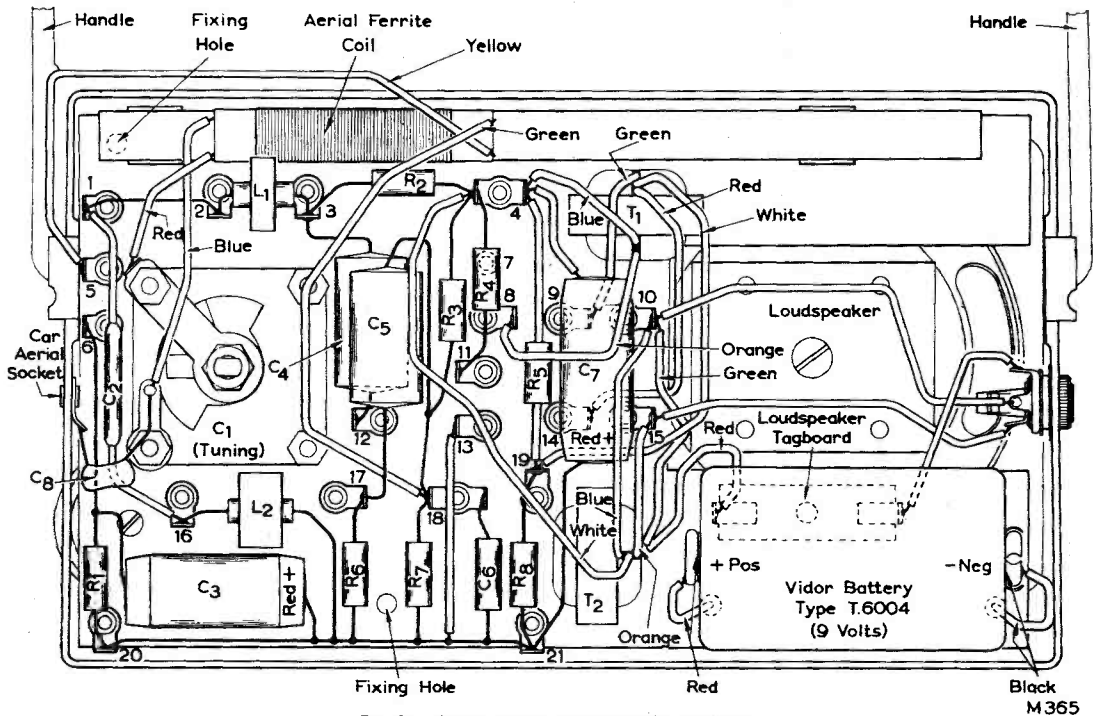 Handle
Fixing
Hole
Aerial Ferrite
Coil
Yellow
Handle
Green
Green
Red
White
1
2
L1
3
R2
4
Blue
T1
Red
Blue
5
6
7
R4
8
9
10
R3
C5
C4
Loudspeaker
Car
Aerial
Socket
C2
11
R5
C7
Orange
Green
C1
(Tuning)
12
13
14
Red+
15
Red
Loudspeaker
Tagboard
C8
17
18
19
16
L2
Blue
White
R1
C3
Red+
R6
R7
C6
R8
T2
+Pos
-Neg
Vidor Battery
Type T.6004
(9 Volts)
20
21
Orange
Fixing Hole
Red
Black
M365